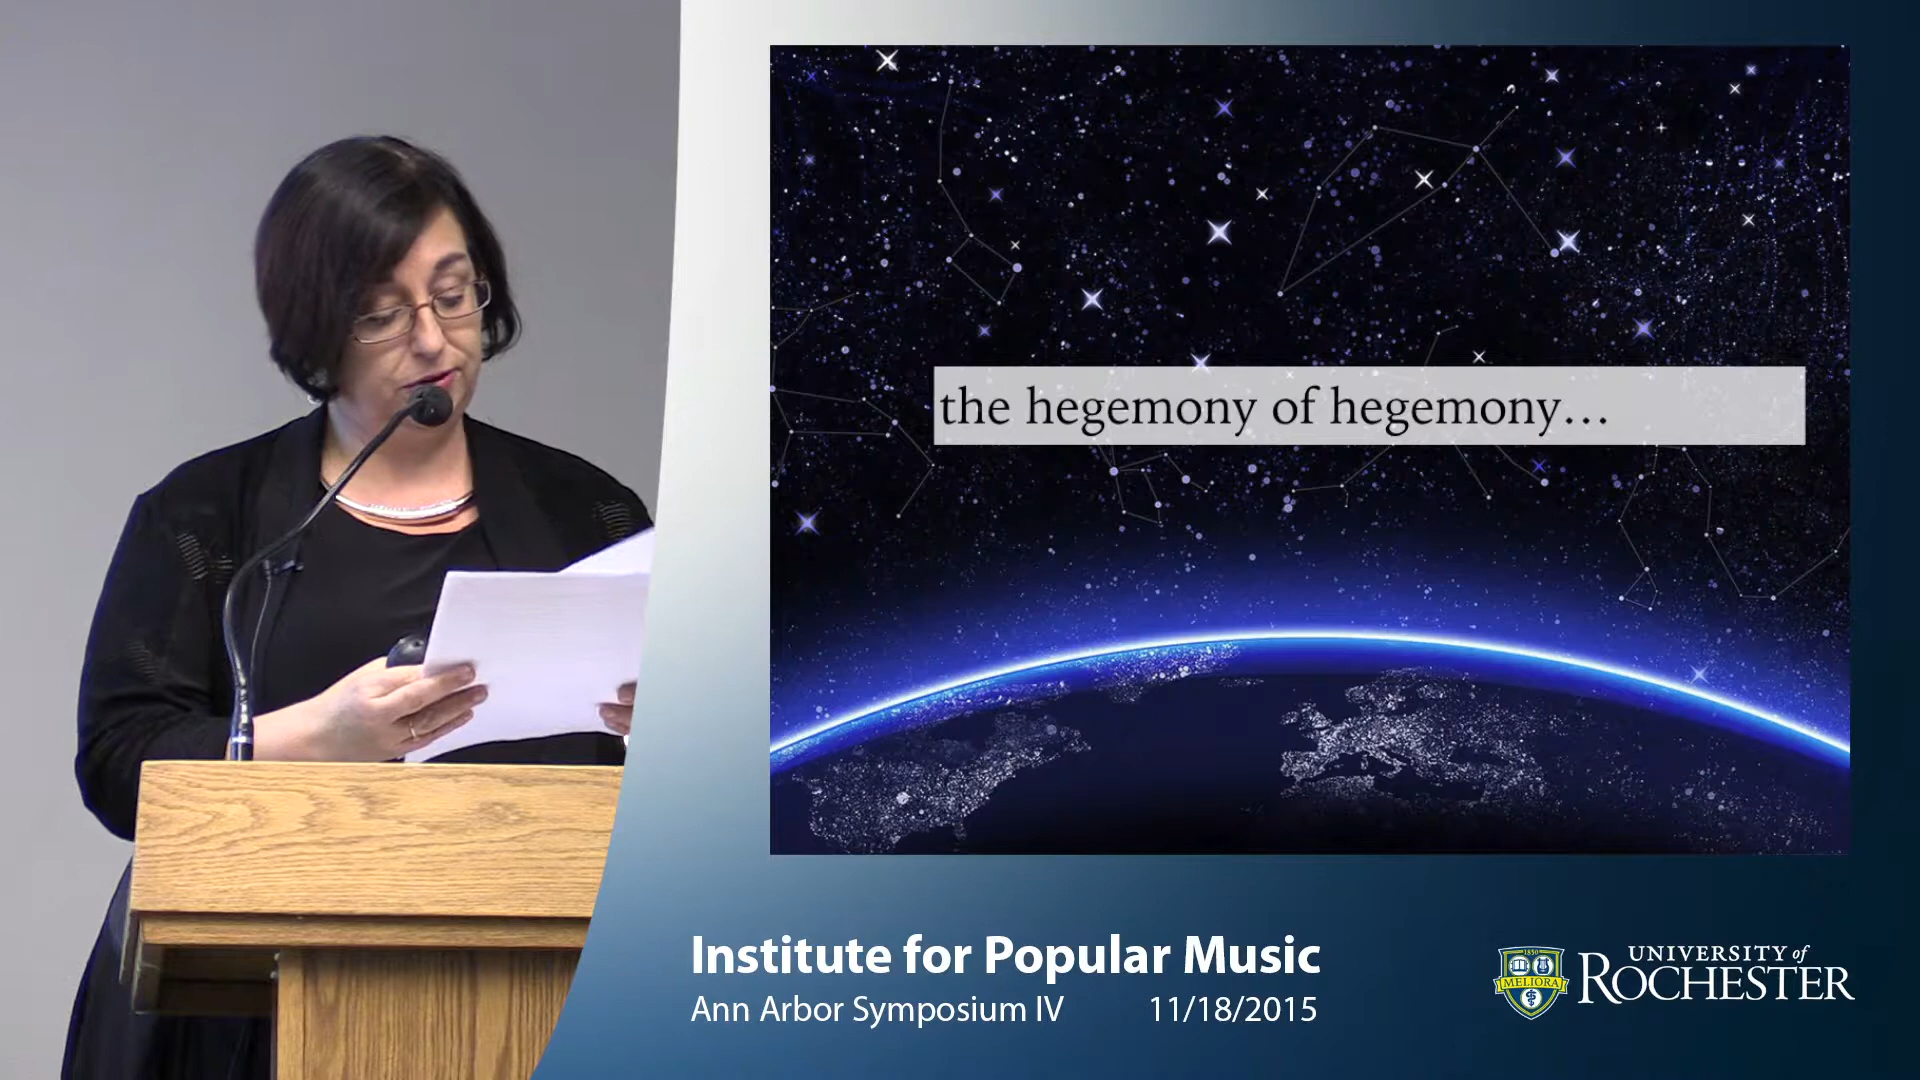 the hegemony of hegemony…
Institute for Popular Music
Ann Arbor Symposium IV 11/18/2015
UNIVERSITY of
ROCHESTER
1850
MELIORA